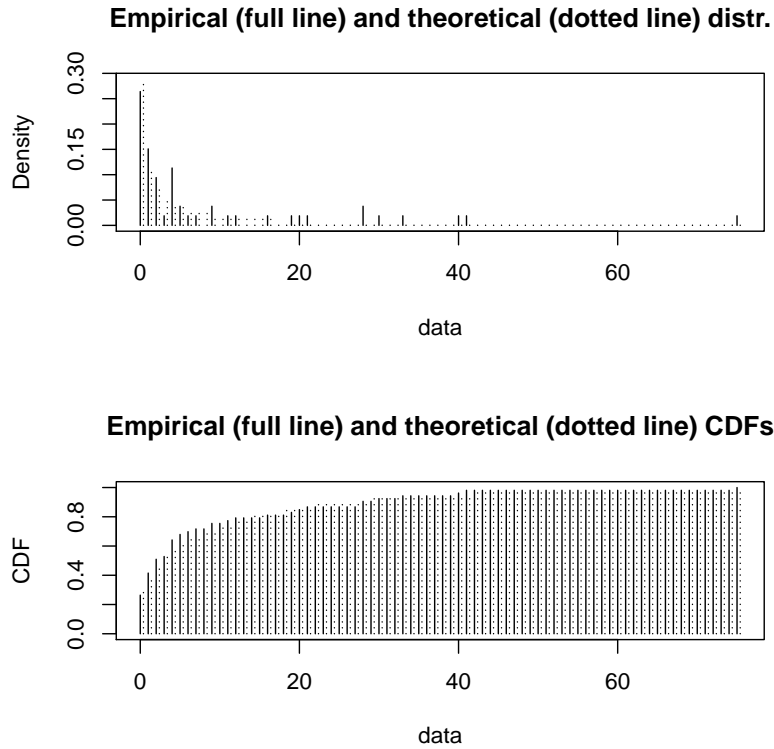 Empirical (full line) and theoretical (dotted line) distr.
Density
0.00 0.15 0.30
0 20 40 60
data
Empirical (full line) and theoretical (dotted line) CDFs
CDF
0.0 0.4 0.8
0 20 40 60
data